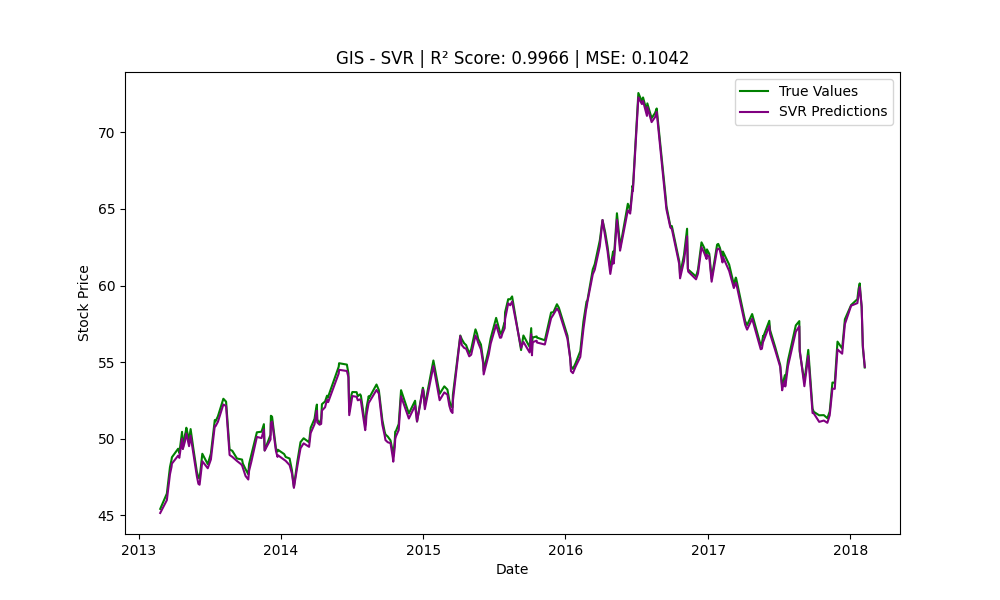 GIS - SVR | R² Score: 0.9966 | MSE: 0.1042
True Values
SVR Predictions
Stock Price
70
65
60
55
50
45
2013 2014 2015 2016 2017 2018
Date